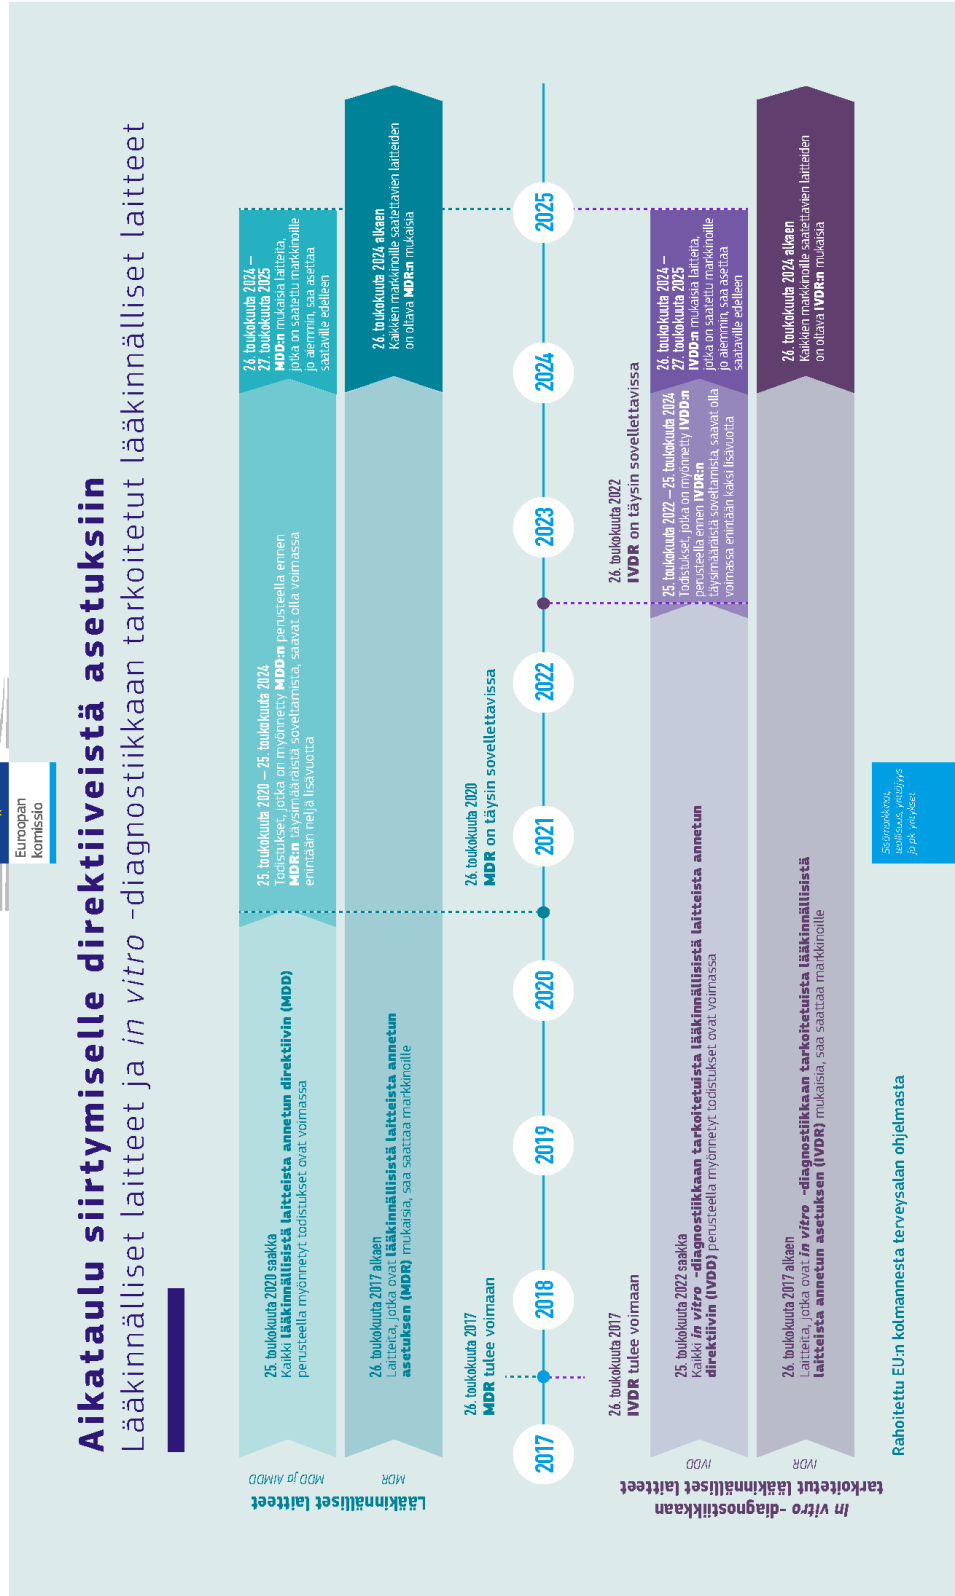 Euroopan
komissio
Aikataulu siirtymiselle direktiiveistä asetuksiin
Lääkinnälliset laitteet ja in vitro -diagnostiikkaan tarkoitetut lääkinnälliset laitteet
Lääkinnälliset laitteet
MDD ja AIMDD
25. toukokuuta 2020 saakka
Kaikki lääkinnällisistä laitteista annetun direktiivin (MDD)
perusteella myönnetyt todistukset ovat voimassa
25. toukokuuta 2020 – 25. toukokuuta 2024
Todistukset, jotka on myönnetty MDD:n perusteella ennen
MDR:n täysimääräistä soveltamista, saavat olla voimassa
enintään neljä lisävuotta
26. toukokuuta 2024 –
27. toukokuuta 2025
MDD:n mukaisia laitteita,
jotka on saatettu markkinoille
jo aiemmin, saa asettaa
saataville edelleen
MDR
26. toukokuuta 2017 alkaen
Laitteita, jotka ovat lääkinnällisistä laitteista annetun
asetuksen (MDR) mukaisia, saa saattaa markkinoille
26. toukokuuta 2024 alkaen
Kaikkien markkinoille saatettavien laitteiden
on oltava MDR:n mukaisia
26. toukokuuta 2017
MDR tulee voimaan
26. toukokuuta 2020
MDR on täysin sovellettavissa
2017
2018
2019
2020
2021
2022
2023
2024
2025
26. toukokuuta 2017
IVDR tulee voimaan
26. toukokuuta 2022
IVDR on täysin sovellettavissa
In vitro -diagnostiikkaan
tarkoitetut lääkinnälliset laitteet
IVDD
25. toukokuuta 2022 saakka
Kaikki in vitro -diagnostiikkaan tarkoitetuista lääkinnällisistä laitteista annetun
direktiivin (IVDD) perusteella myönnetyt todistukset ovat voimassa
25. toukokuuta 2022 – 25. toukokuuta 2024
Todistukset, jotka on myönnetty IVDD:n
perusteella ennen IVDR:n
täysimääräistä soveltamista, saavat olla
voimassa enintään kaksi lisävuotta
26. toukokuuta 2024 –
27. toukokuuta 2025
IVDD:n mukaisia laitteita,
jotka on saatettu markkinoille
jo aiemmin, saa asettaa
saataville edelleen
IVDR
26. toukokuuta 2017 alkaen
Laitteita, jotka ovat in vitro -diagnostiikkaan tarkoitetuista lääkinnällisistä
laitteista annetun asetuksen (IVDR) mukaisia, saa saattaa markkinoille
26. toukokuuta 2024 alkaen
Kaikkien markkinoille saatettavien laitteiden
on oltava IVDR:n mukaisia
Rahoitettu EU:n kolmannesta terveysalan ohjelmasta
Sisämarkkinat,
teollisuus, yrittäjyys
ja pk-yritykset